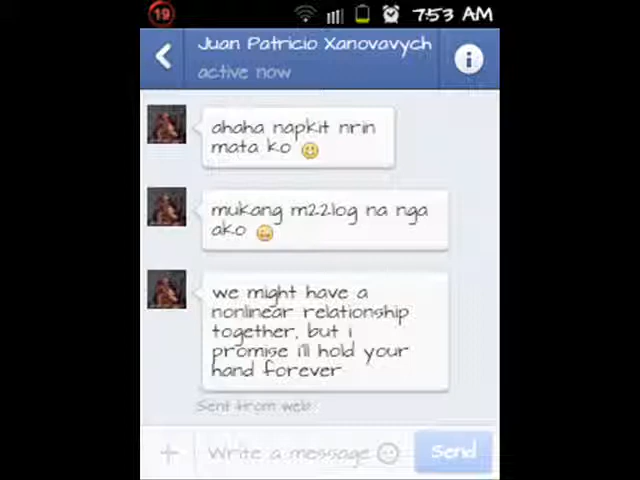 19
7:53 AM
Juan Patricio Xanovavych
active now
ahaha napkit nrin
mata ko
mukang m22log na nga
ako
we might have a
nonlinear relationship
together, but i
promise i'll hold your
hand forever
Sent from web
Write a message
Send